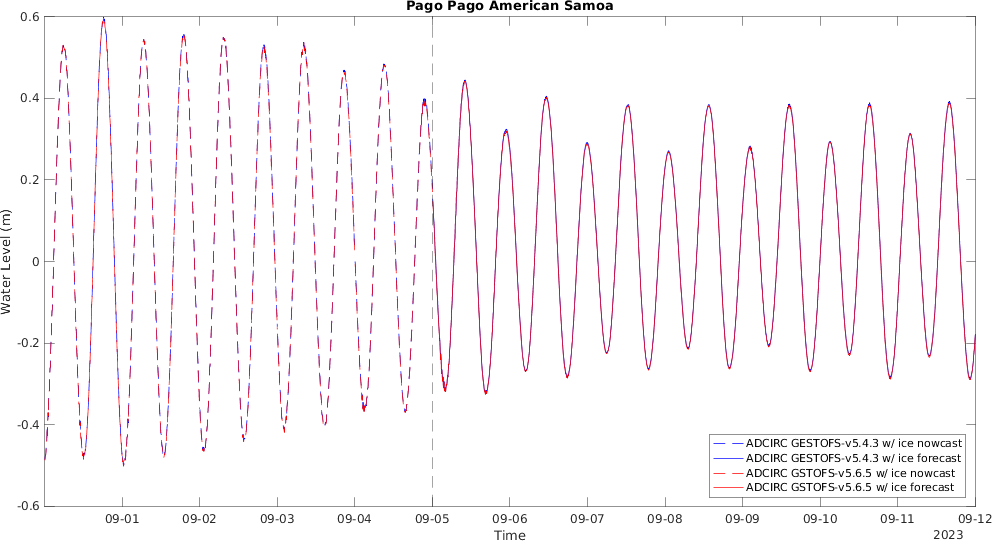 Pago Pago American Samoa
0.6
0.4
0.2
0
-0.2
-0.4
-0.6
Water Level (m)
ADCIRC GESTOFS-v5.4.3 w/ ice nowcast
ADCIRC GESTOFS-v5.4.3 w/ ice forecast
ADCIRC GSTOFS-v5.6.5 w/ ice nowcast
ADCIRC GSTOFS-v5.6.5 w/ ice forecast
09-01 09-02 09-03 09-04 09-05 09-06 09-07 09-08 09-09 09-10 09-11 09-12
Time
2023